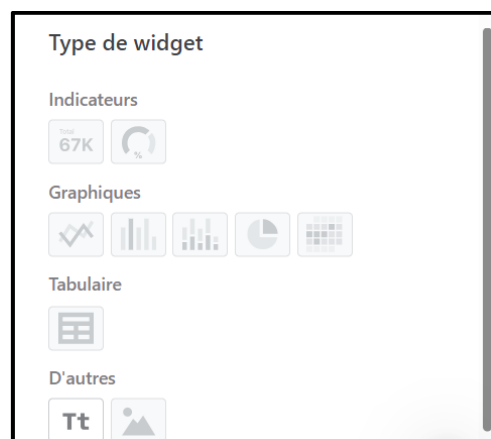 Type de widget
Indicateurs
Total
67K
%
Graphiques
Tabulaire
D'autres
Tt